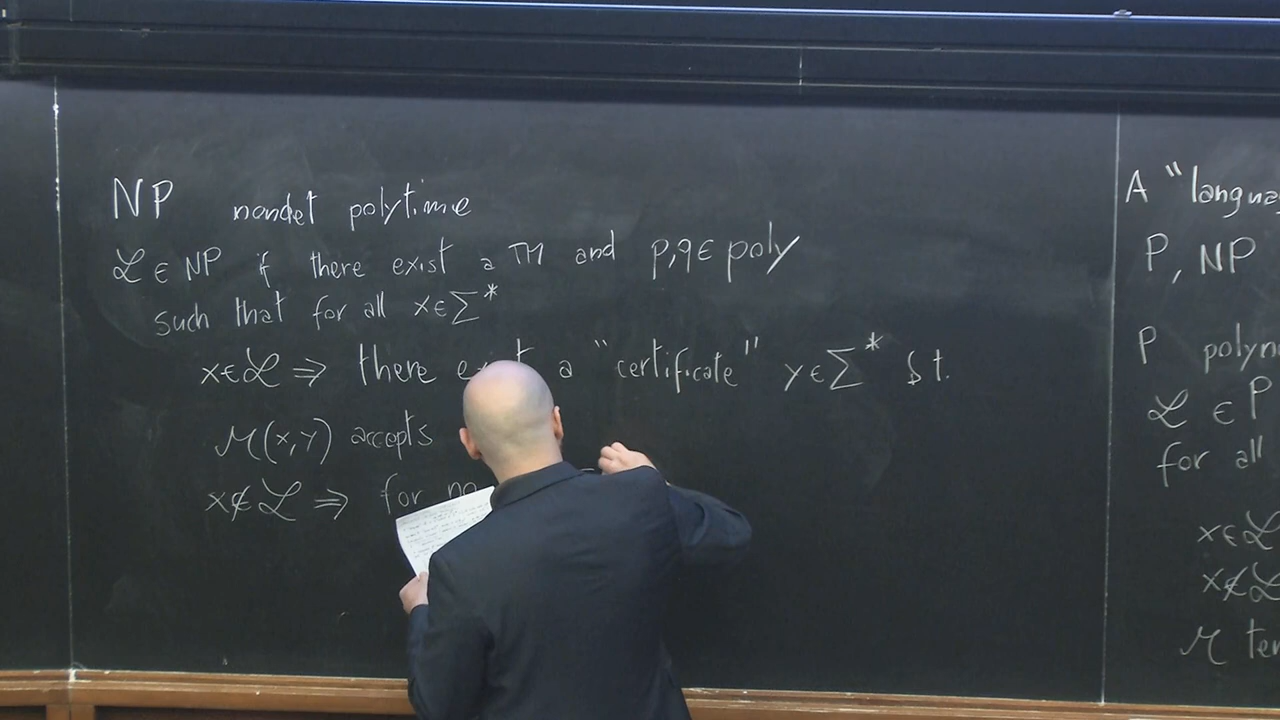 NP nondet polytime
ℒ ∈ NP if there exist a TM and p,q ∈ poly
such that for all x ∈ Σ*
x ∈ ℒ ⇒ there exist a "certificate" y ∈ Σ* s t.
M(x,y) accepts
x ∉ ℒ ⇒ for no
A "langua
P, NP
P polyn
ℒ ∈ P
for all
x ∈ ℒ
x ∉ ℒ
M ter